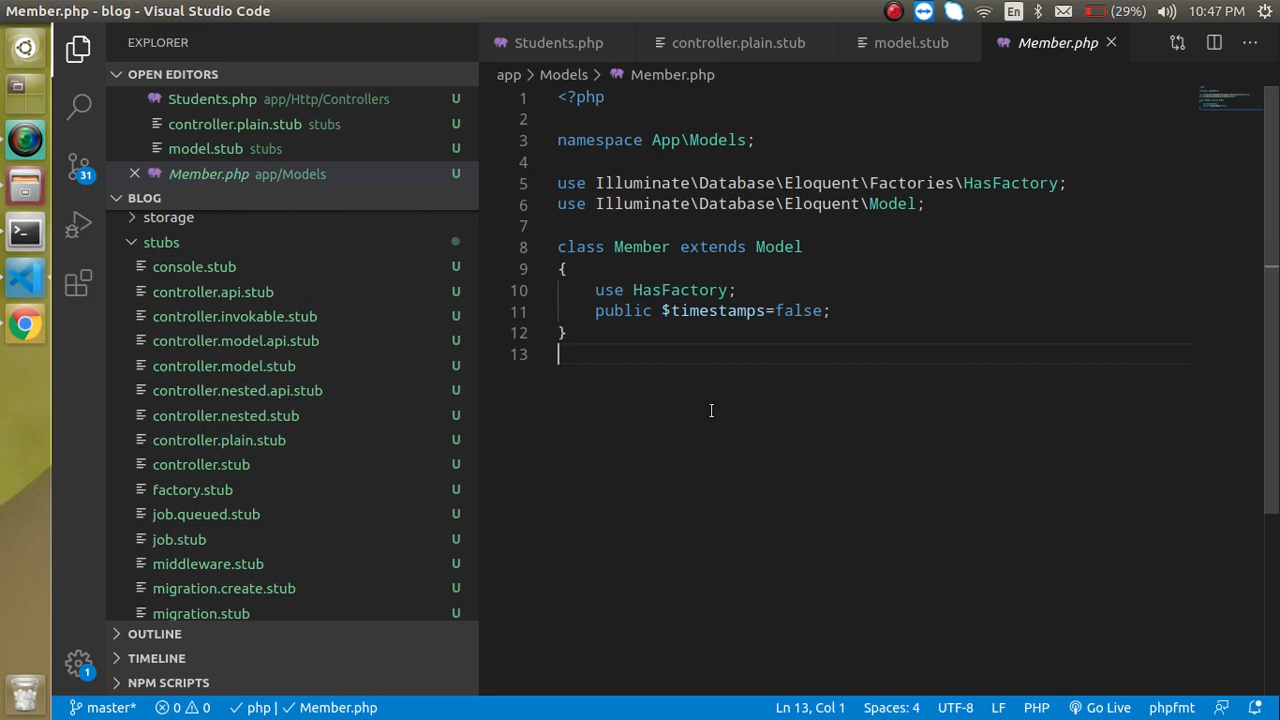 Member.php - blog - Visual Studio Code
En
(29%)
10:47 PM
EXPLORER
OPEN EDITORS
Students.php app/Http/Controllers U
controller.plain.stub stubs U
model.stub stubs U
Member.php app/Models U
BLOG
storage
stubs
console.stub U
controller.api.stub U
controller.invokable.stub U
controller.model.api.stub U
controller.model.stub U
controller.nested.api.stub U
controller.nested.stub U
controller.plain.stub U
controller.stub U
factory.stub U
job.queued.stub U
job.stub U
middleware.stub U
migration.create.stub U
migration.stub U
OUTLINE
TIMELINE
NPM SCRIPTS
31
1
Students.php
controller.plain.stub
model.stub
Member.php
app > Models > Member.php
1 <?php
2
3 namespace App\Models;
4
5 use Illuminate\Database\Eloquent\Factories\HasFactory;
6 use Illuminate\Database\Eloquent\Model;
7
8 class Member extends Model
9 {
10 use HasFactory;
11 public $timestamps=false;
12 }
13
master* 0 0 php | Member.php Ln 13, Col 1 Spaces: 4 UTF-8 LF PHP Go Live phpfmt